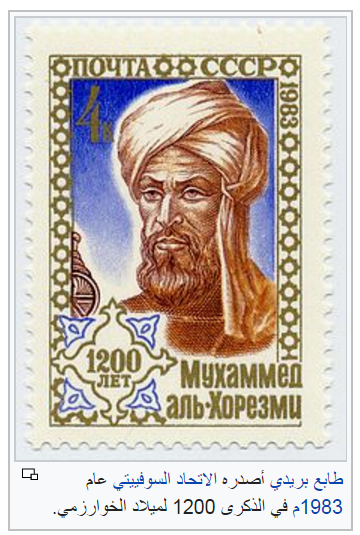 ПОЧТА СССР
1983
4к
1200
ЛЕТ
Мухаммед
аль-Хорезми
طابع بريدي أصدره الاتحاد السوفييتي عام
1983م في الذكرى 1200 لميلاد الخوارزمي.